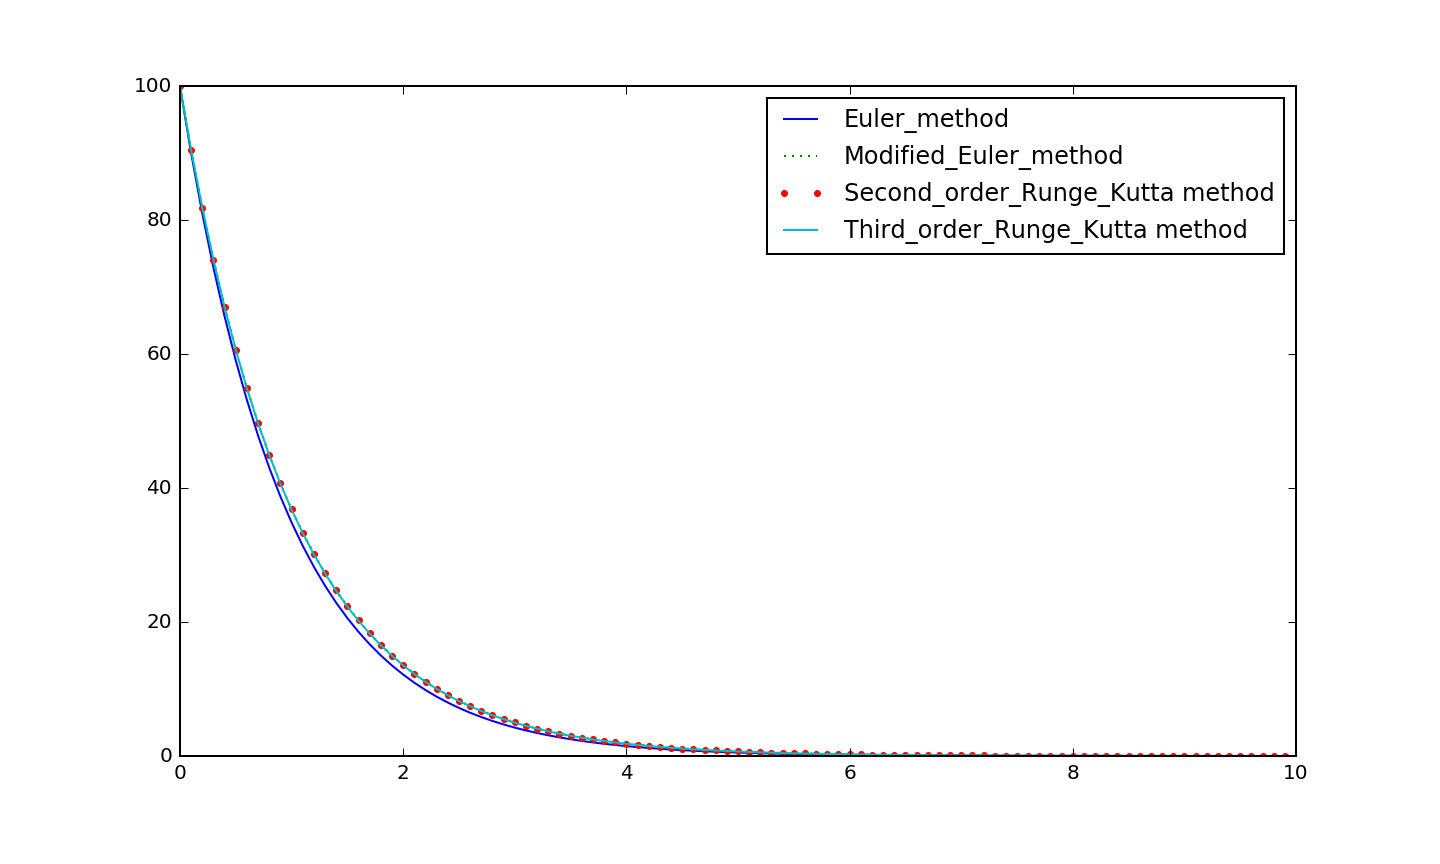 100
80
60
40
20
0
0 2 4 6 8 10
Euler_method
Modified_Euler_method
Second_order_Runge_Kutta method
Third_order_Runge_Kutta method